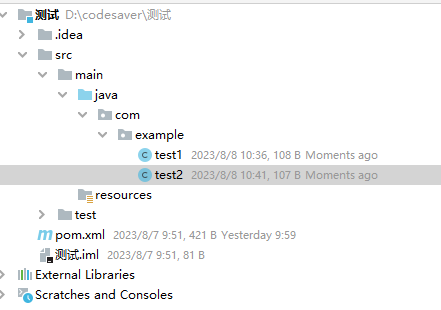 测试 D:\codesaver\测试
.idea
src
main
java
com
example
test1 2023/8/8 10:36, 108 B Moments ago
test2 2023/8/8 10:41, 107 B Moments ago
resources
test
pom.xml 2023/8/7 9:51, 421 B Yesterday 9:59
测试.iml 2023/8/7 9:51, 81 B
External Libraries
Scratches and Consoles